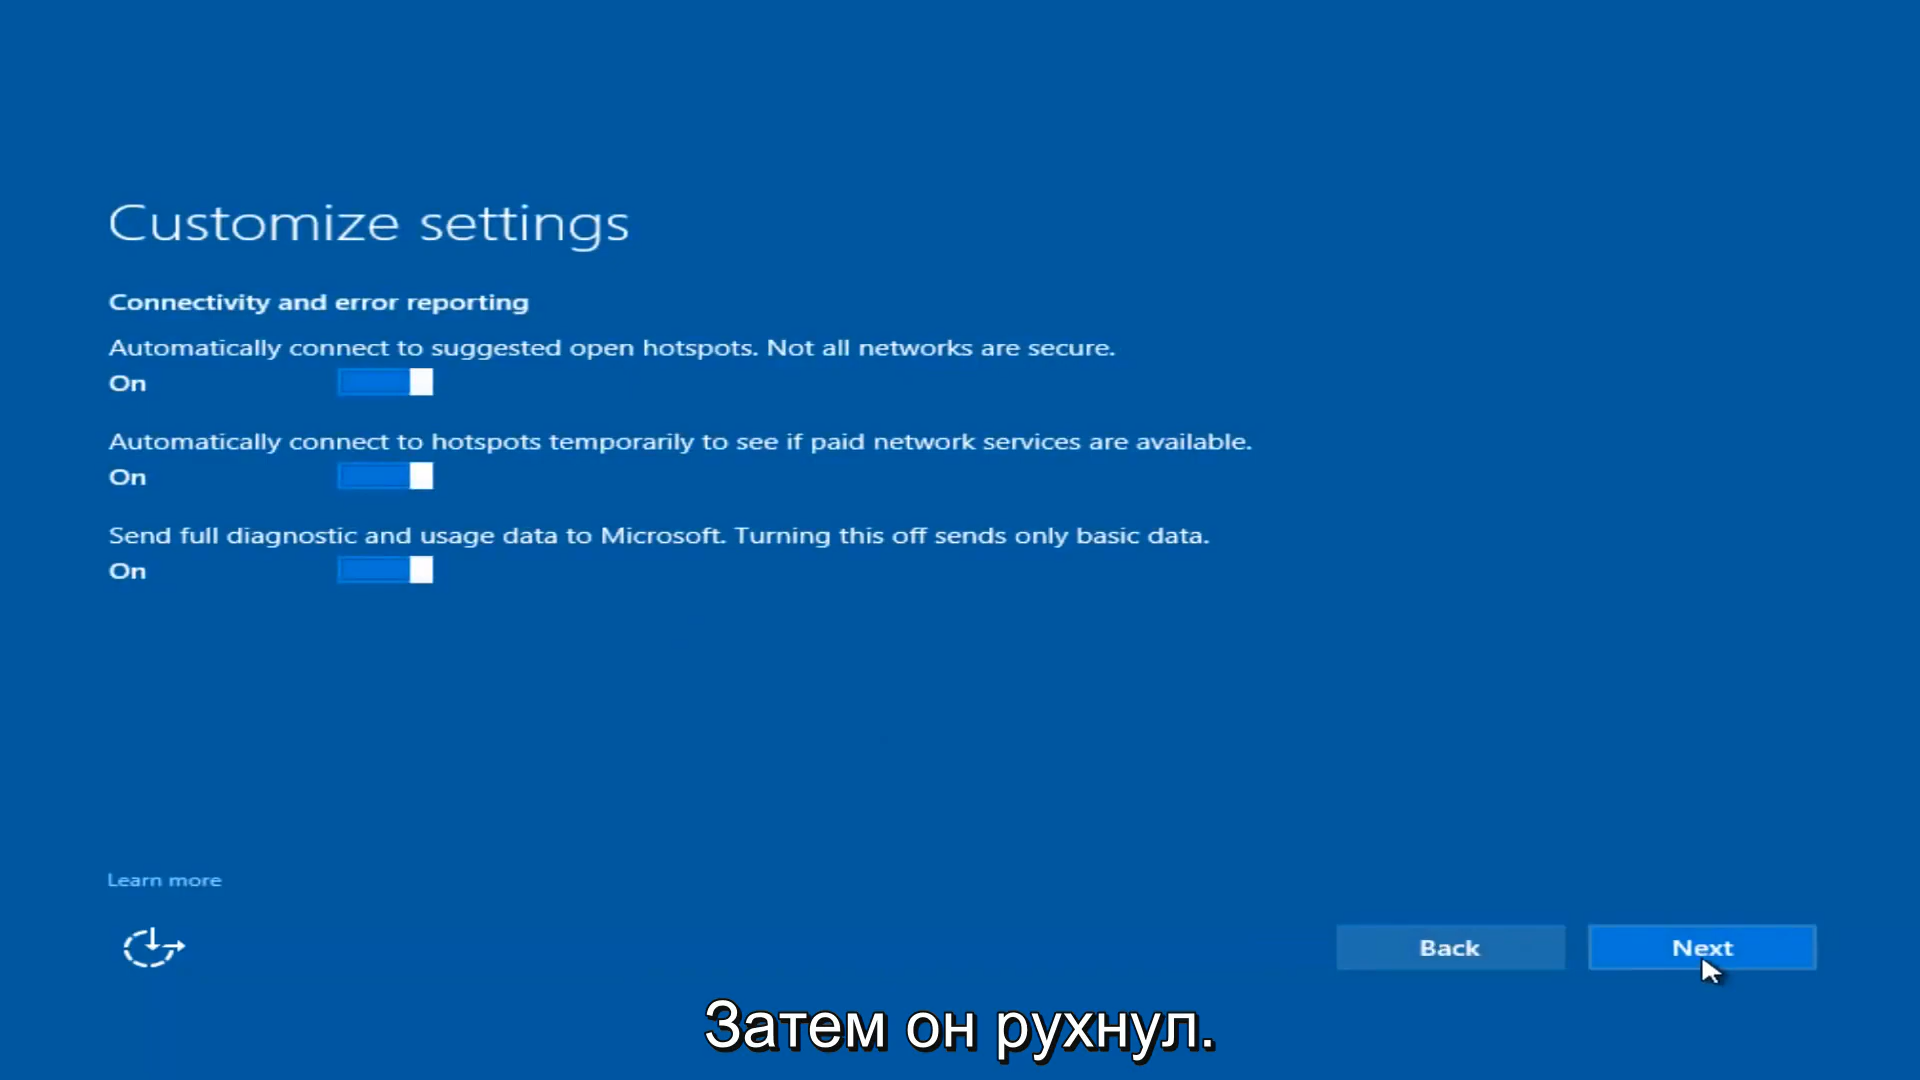 Customize settings
Connectivity and error reporting
Automatically connect to suggested open hotspots. Not all networks are secure.
On
Automatically connect to hotspots temporarily to see if paid network services are available.
On
Send full diagnostic and usage data to Microsoft. Turning this off sends only basic data.
On
Learn more
Back
Next
Затем он рухнул.